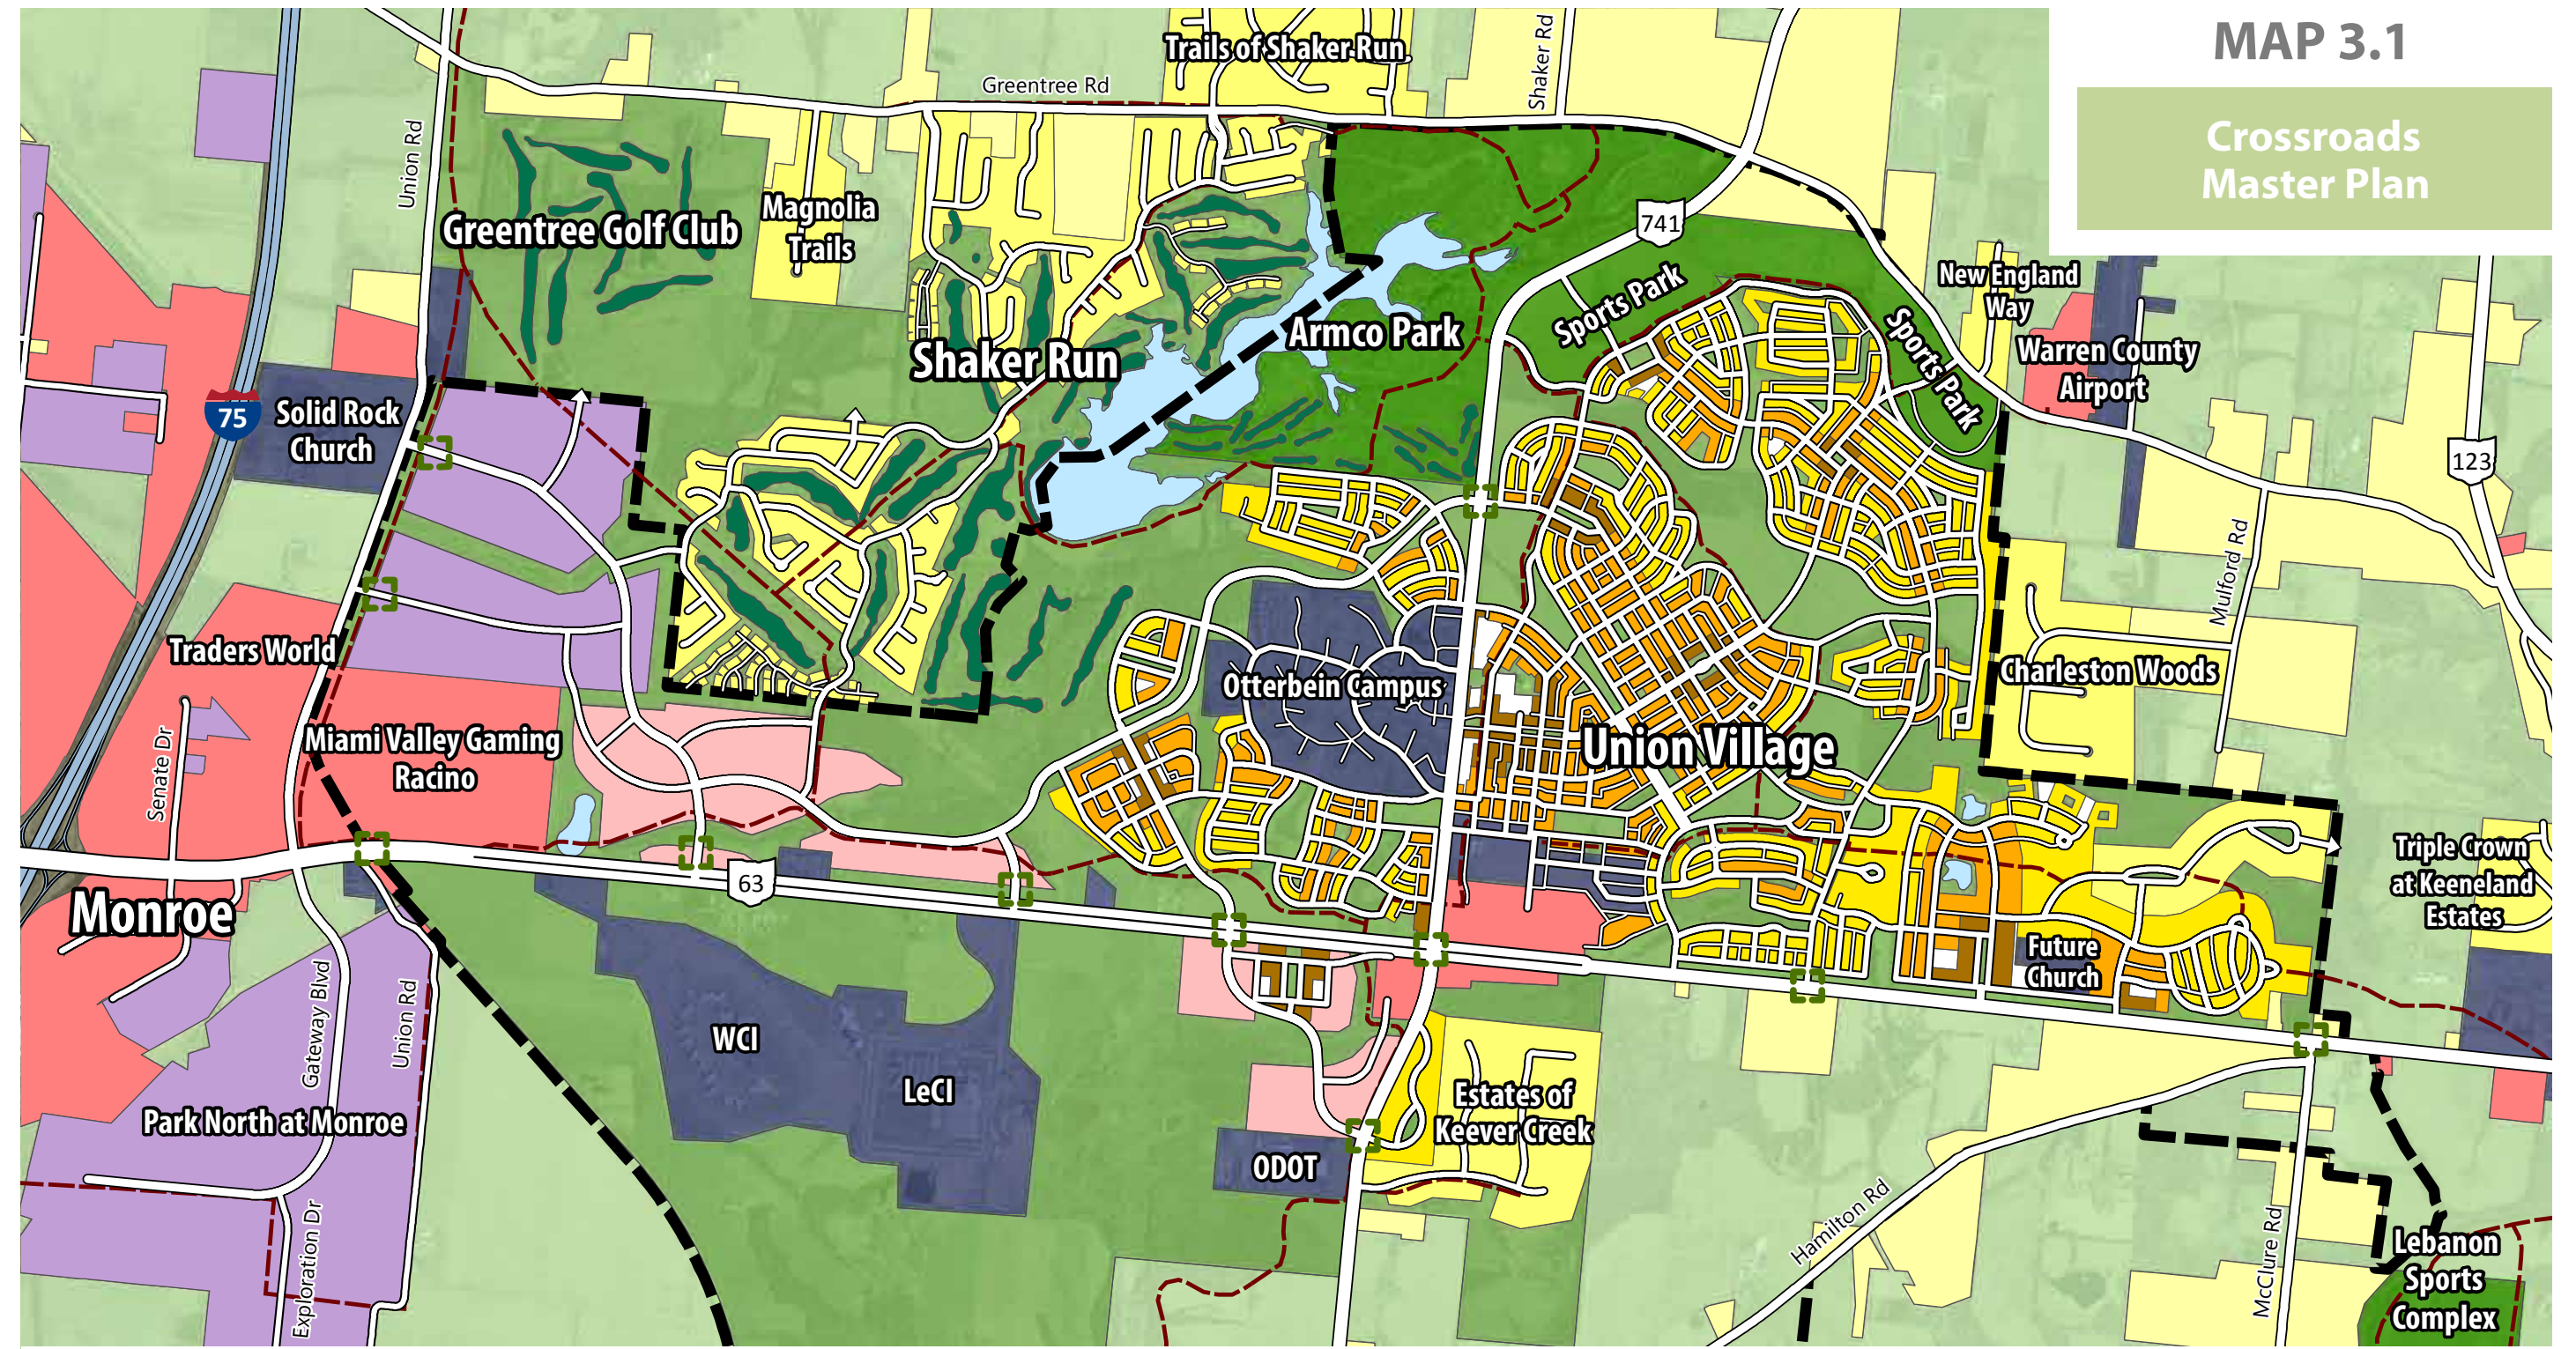 MAP 3.1
Crossroads
Master Plan
Trails of Shaker Run
Shaker Rd
Greentree Rd
Union Rd
Greentree Golf Club
Magnolia
Trails
741
Sports Park
New England
Way
Sports Park
Armco Park
Shaker Run
Warren County
Airport
75
Solid Rock
Church
123
Mulford Rd
Traders World
Otterbein Campus
Charleston Woods
Union Village
Miami Valley Gaming
Racino
Senate Dr
63
Triple Crown
at Keeneland
Estates
Monroe
Future
Church
Gateway Blvd
Union Rd
WCI
LeCI
Park North at Monroe
Estates of
Keever Creek
ODOT
Hamilton Rd
McClure Rd
Exploration Dr
Lebanon
Sports
Complex